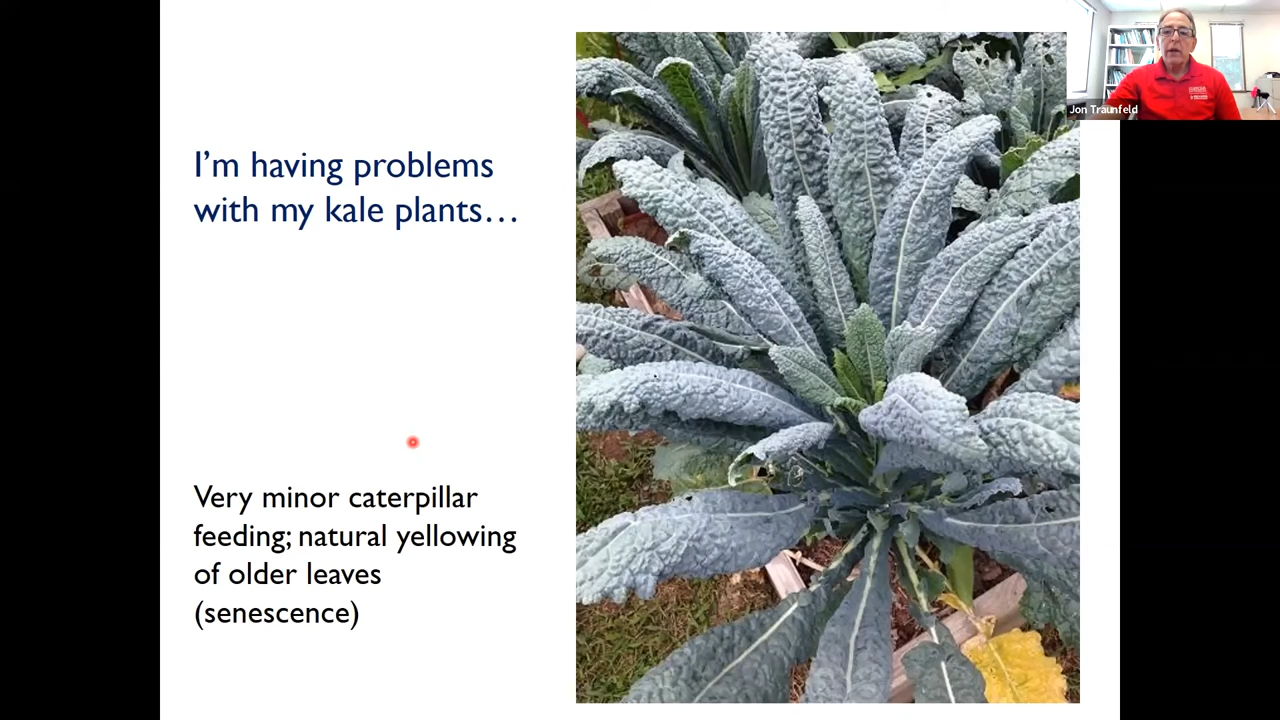 I'm having problems
with my kale plants…
Very minor caterpillar
feeding; natural yellowing
of older leaves
(senescence)
Jon Traunfeld